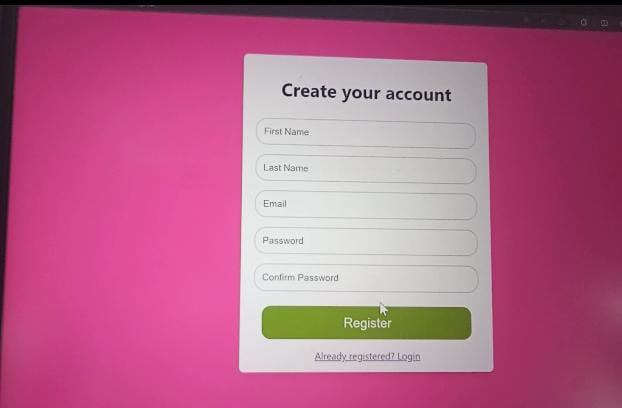 Create your account
First Name
Last Name
Email
Password
Confirm Password
Register
Already registered? Login